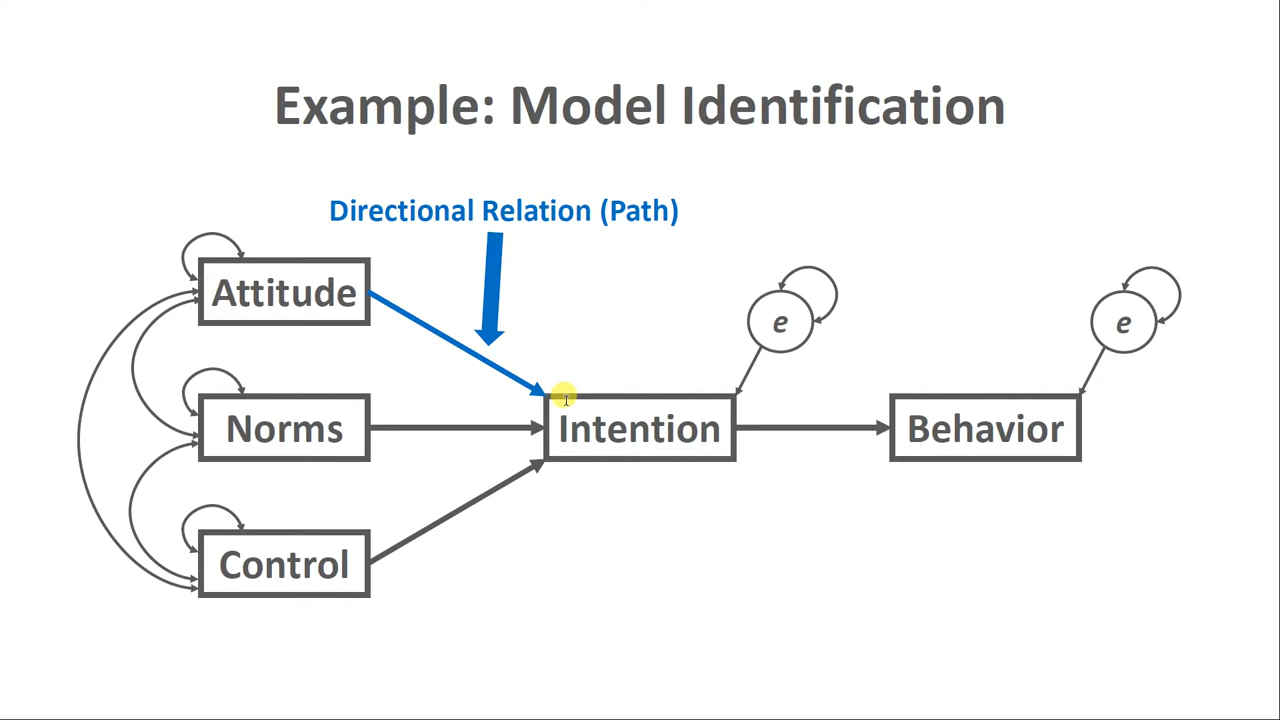 Example: Model Identification
Directional Relation (Path)
Attitude
e
e
Norms
Intention
Behavior
Control